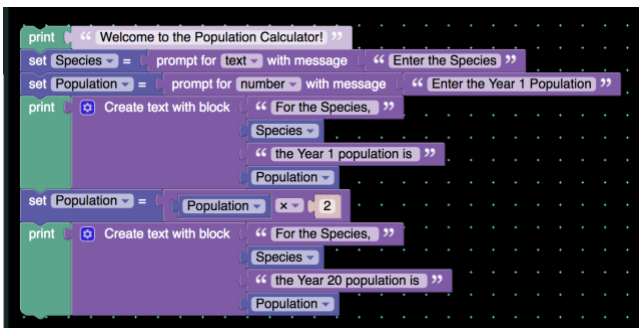 print “ Welcome to the Population Calculator! ”
set Species = prompt for text with message “ Enter the Species ”
set Population = prompt for number with message “ Enter the Year 1 Population ”
print Create text with block “ For the Species, ”
Species
“ the Year 1 population is ”
Population
set Population = Population × 2
print Create text with block “ For the Species, ”
Species
“ the Year 20 population is ”
Population